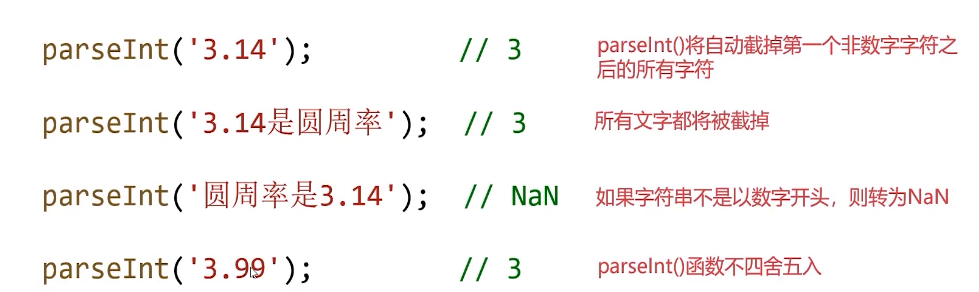 parseInt('3.14'); // 3 parseInt()将自动截掉第一个非数字字符之
后的所有字符
parseInt('3.14是圆周率'); // 3 所有文字都将被截掉
parseInt('圆周率是3.14'); // NaN 如果字符串不是以数字开头，则转为NaN
parseInt('3.99'); // 3 parseInt()函数不四舍五入